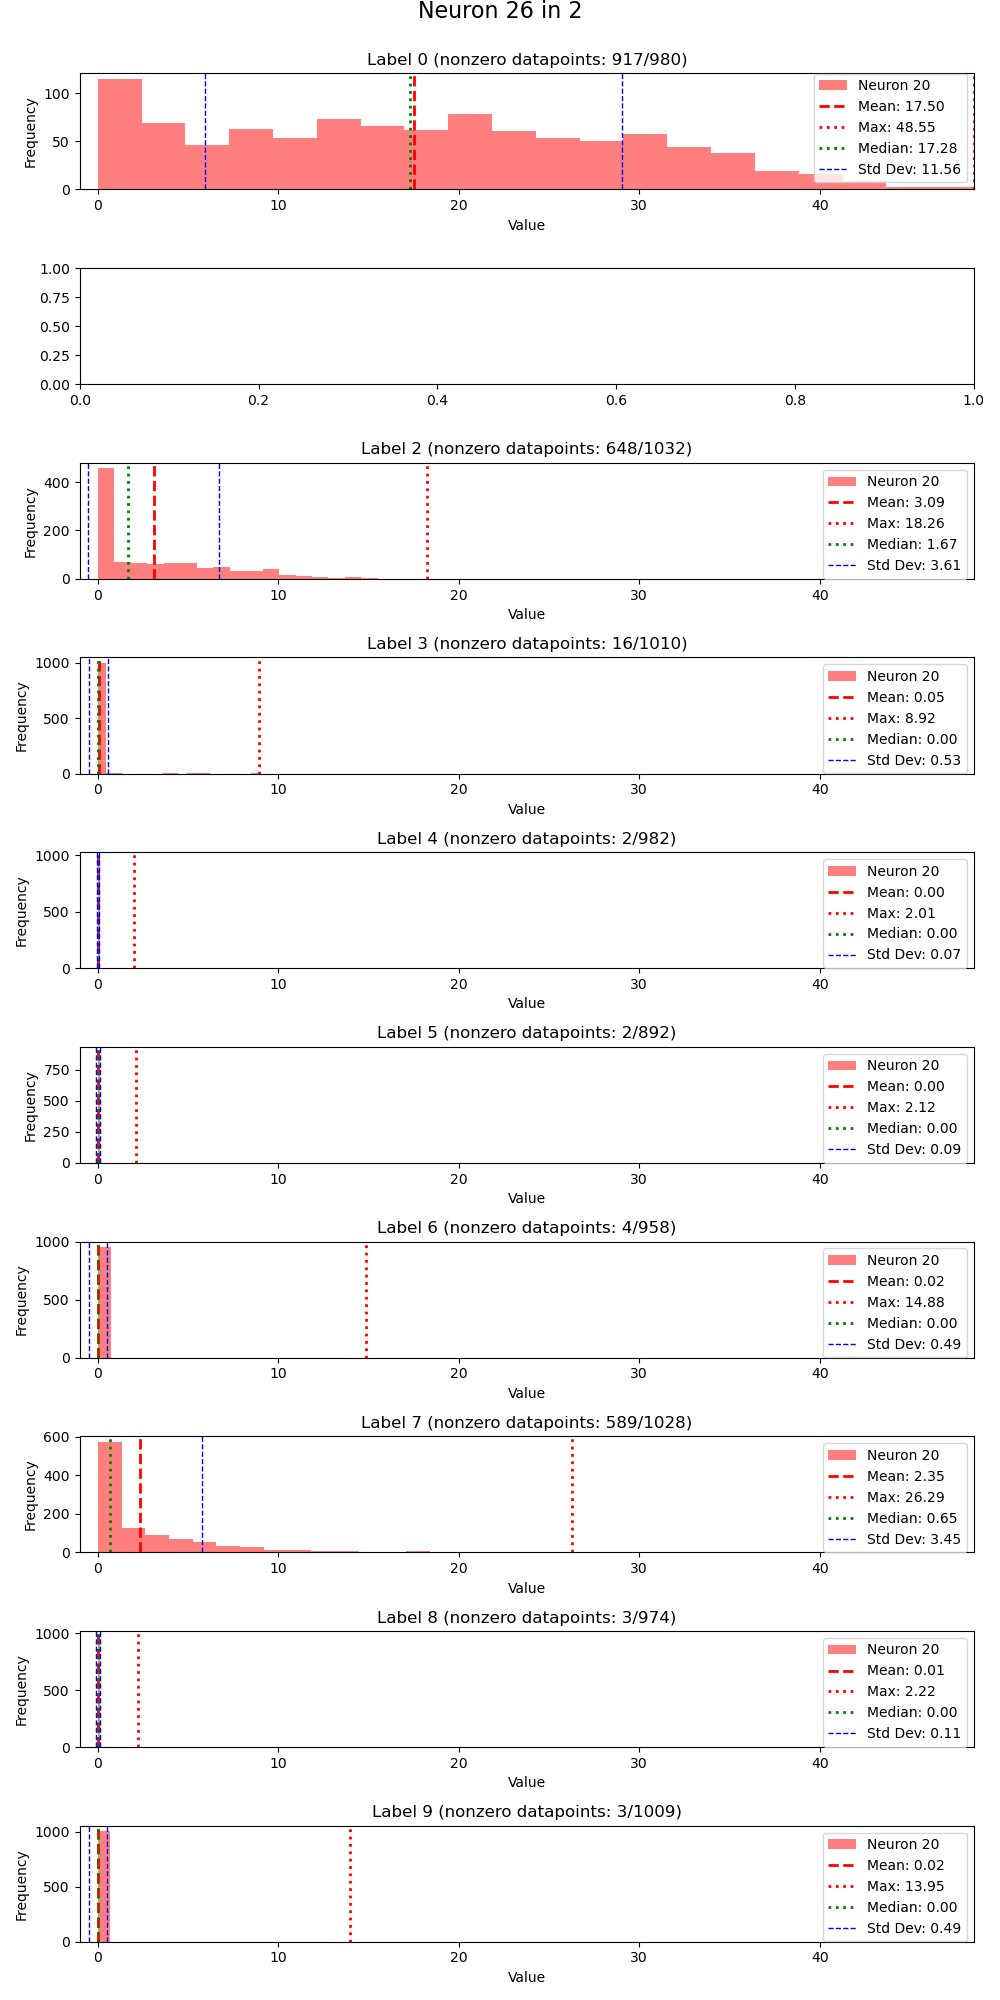 Neuron 26 in 2
Label 0 (nonzero datapoints: 917/980)
Frequency
100
50
0
Neuron 20
Mean: 17.50
Max: 48.55
Median: 17.28
Std Dev: 11.56
0 10 20 30 40
Value
1.00
0.75
0.50
0.25
0.00
0.0 0.2 0.4 0.6 0.8 1.0
Label 2 (nonzero datapoints: 648/1032)
Frequency
400
200
0
Neuron 20
Mean: 3.09
Max: 18.26
Median: 1.67
Std Dev: 3.61
0 10 20 30 40
Value
Label 3 (nonzero datapoints: 16/1010)
Frequency
1000
500
0
Neuron 20
Mean: 0.05
Max: 8.92
Median: 0.00
Std Dev: 0.53
0 10 20 30 40
Value
Label 4 (nonzero datapoints: 2/982)
Frequency
1000
500
0
Neuron 20
Mean: 0.00
Max: 2.01
Median: 0.00
Std Dev: 0.07
0 10 20 30 40
Value
Label 5 (nonzero datapoints: 2/892)
Frequency
750
500
250
0
Neuron 20
Mean: 0.00
Max: 2.12
Median: 0.00
Std Dev: 0.09
0 10 20 30 40
Value
Label 6 (nonzero datapoints: 4/958)
Frequency
1000
500
0
Neuron 20
Mean: 0.02
Max: 14.88
Median: 0.00
Std Dev: 0.49
0 10 20 30 40
Value
Label 7 (nonzero datapoints: 589/1028)
Frequency
600
400
200
0
Neuron 20
Mean: 2.35
Max: 26.29
Median: 0.65
Std Dev: 3.45
0 10 20 30 40
Value
Label 8 (nonzero datapoints: 3/974)
Frequency
1000
500
0
Neuron 20
Mean: 0.01
Max: 2.22
Median: 0.00
Std Dev: 0.11
0 10 20 30 40
Value
Label 9 (nonzero datapoints: 3/1009)
Frequency
1000
500
0
Neuron 20
Mean: 0.02
Max: 13.95
Median: 0.00
Std Dev: 0.49
0 10 20 30 40
Value